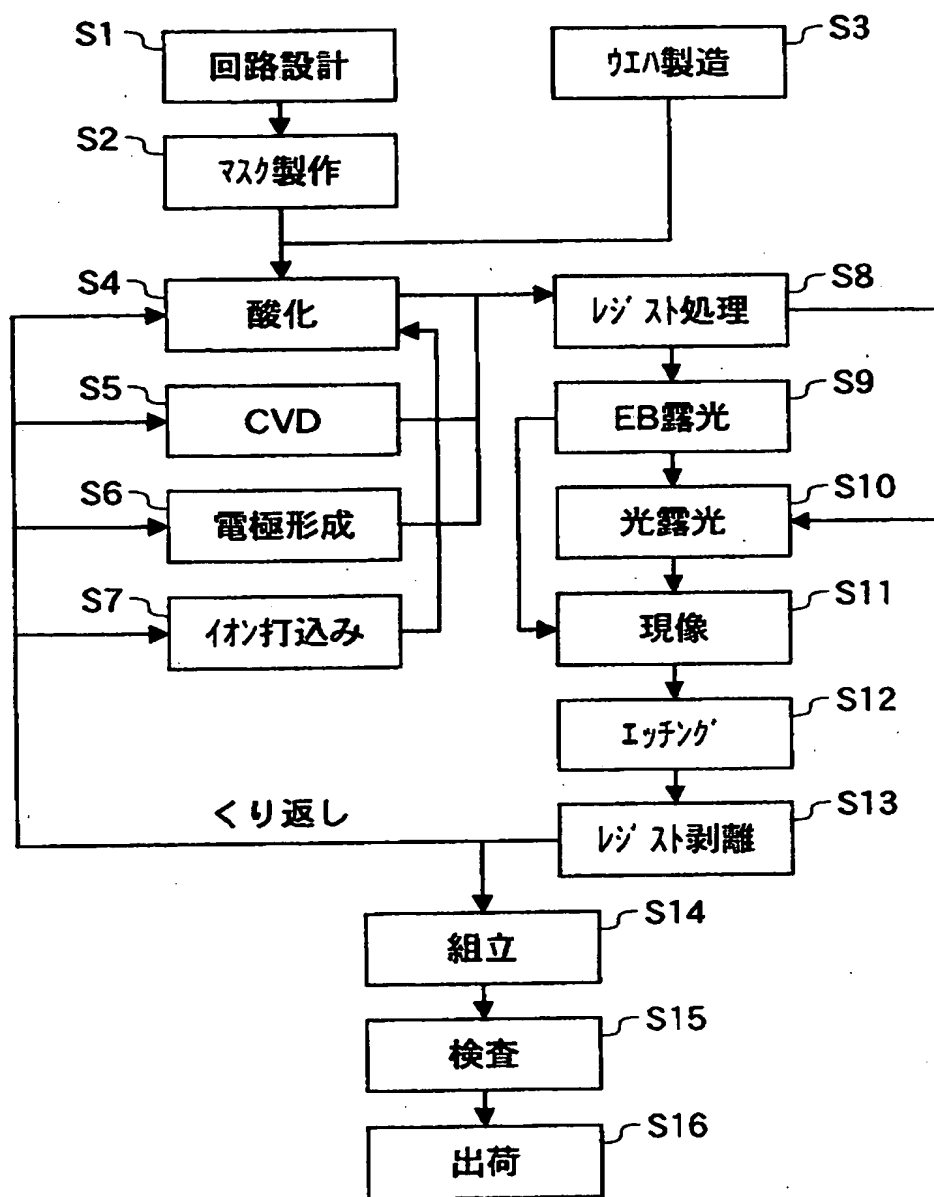 S1
回路設計
S2
マスク製作
S3
ウエハ製造
S4
酸化
S5
CVD
S6
電極形成
S7
イオン打込み
S8
レジスト処理
S9
EB露光
S10
光露光
S11
現像
S12
エッチング
S13
レジスト剥離
くり返し
S14
組立
S15
検査
S16
出荷